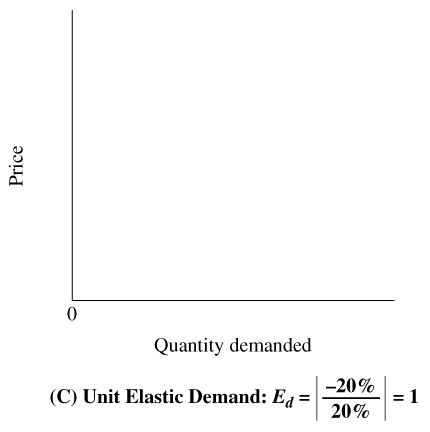 Price
0
Quantity demanded
(C) Unit Elastic Demand: E_d = |–20% / 20%| = 1